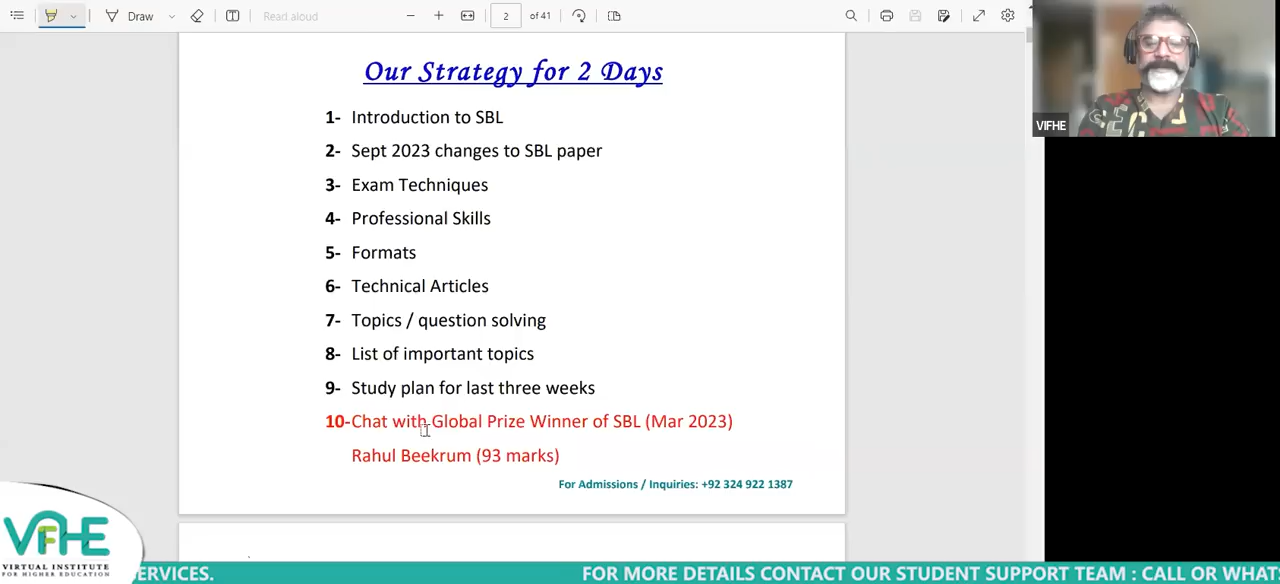 Draw
Read aloud
2
of 41
Our Strategy for 2 Days
1- Introduction to SBL
2- Sept 2023 changes to SBL paper
3- Exam Techniques
4- Professional Skills
5- Formats
6- Technical Articles
7- Topics / question solving
8- List of important topics
9- Study plan for last three weeks
10-Chat with Global Prize Winner of SBL (Mar 2023)
Rahul Beekrum (93 marks)
For Admissions / Inquiries: +92 324 922 1387
VIFHE
VIFHE
VIRTUAL INSTITUTE
FOR HIGHER EDUCATION
ERVICES.
FOR MORE DETAILS CONTACT OUR STUDENT SUPPORT TEAM : CALL OR WHAT